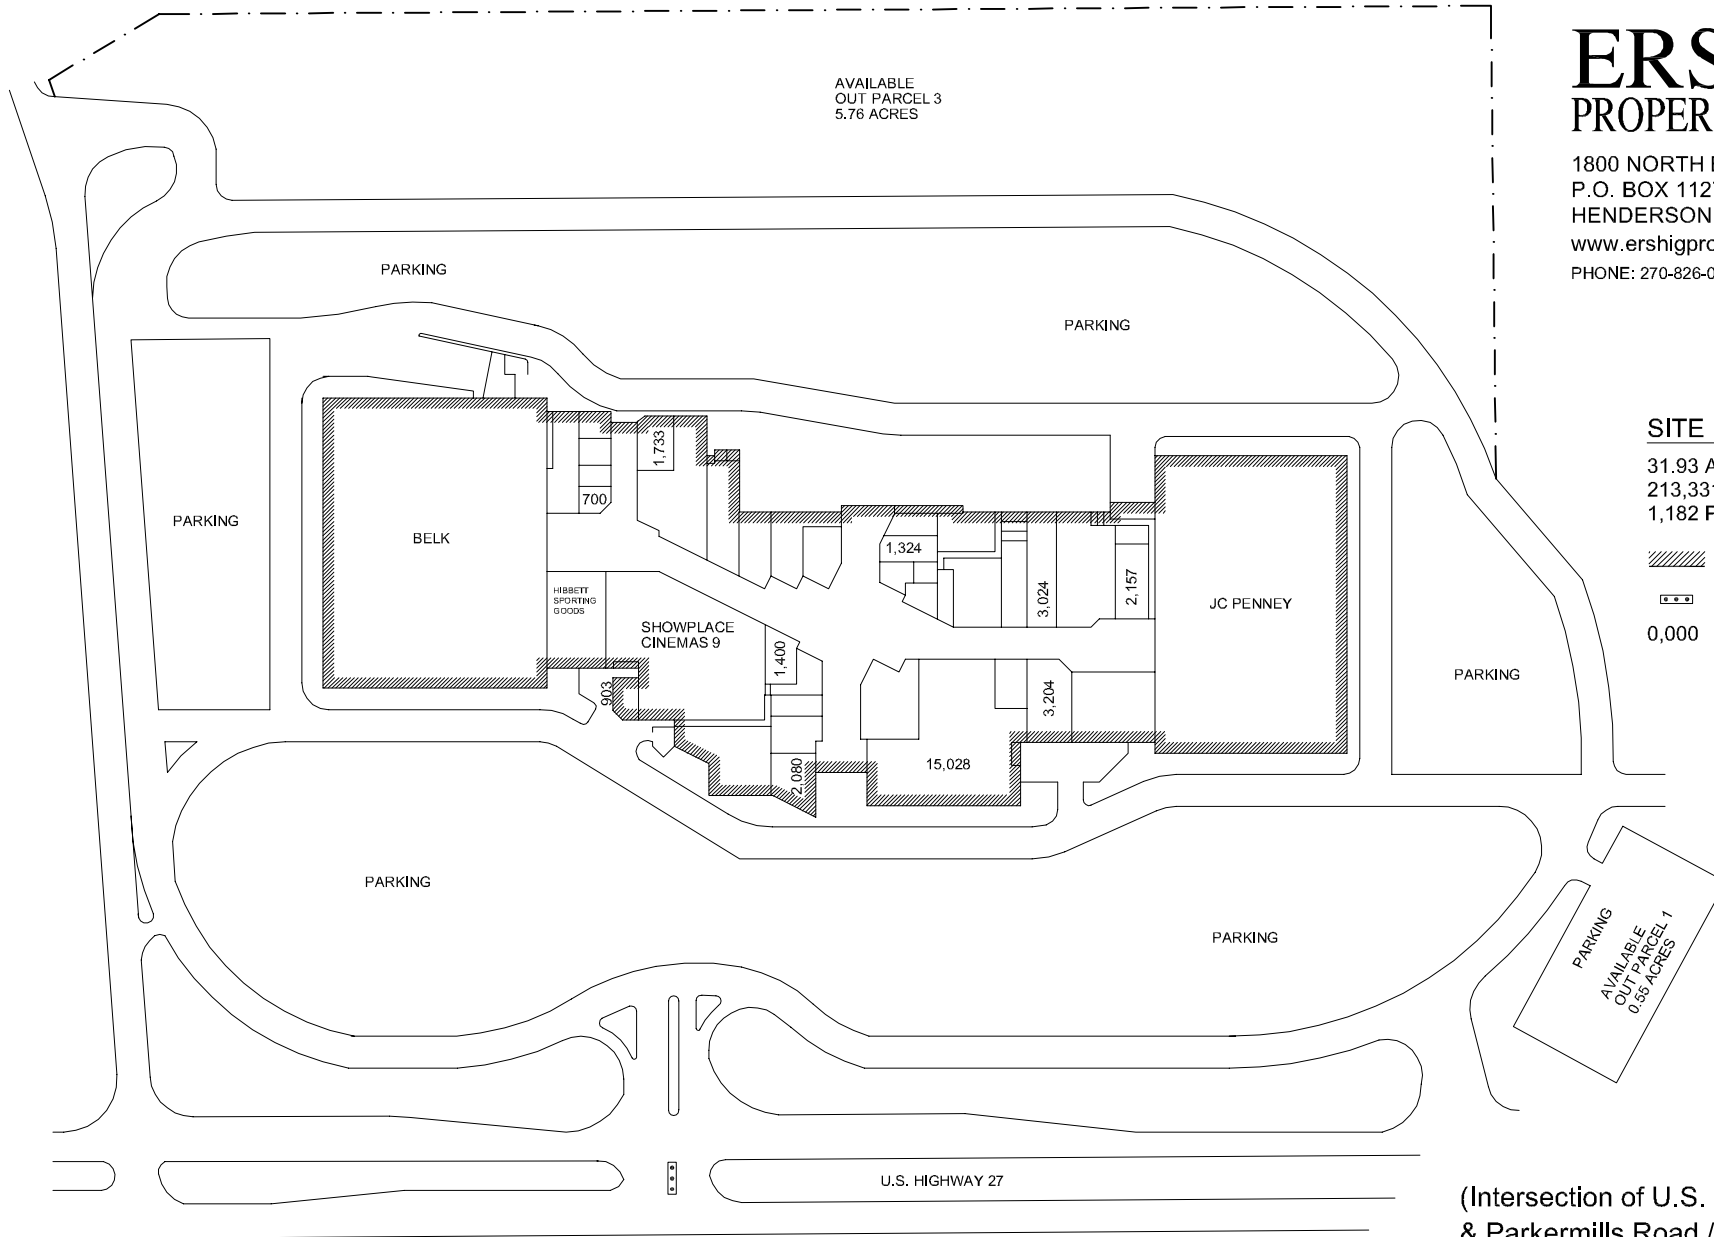 AVAILABLE
OUT PARCEL 3
5.76 ACRES
ERS
PROPER
1800 NORTH
P.O. BOX 112
HENDERSON
www.ershigpro
PHONE: 270-826-0
PARKING
PARKING
SITE
31.93 A
213,331
1,182 P
0,000
PARKING
BELK
700
1,733
HIBBETT
SPORTING
GOODS
SHOWPLACE
CINEMAS 9
903
1,400
2,080
1,324
3,024
2,157
JC PENNEY
3,204
15,028
PARKING
PARKING
PARKING
PARKING
AVAILABLE
OUT PARCEL 1
0.55 ACRES
U.S. HIGHWAY 27
(Intersection of U.S.
& Parkermills Road /